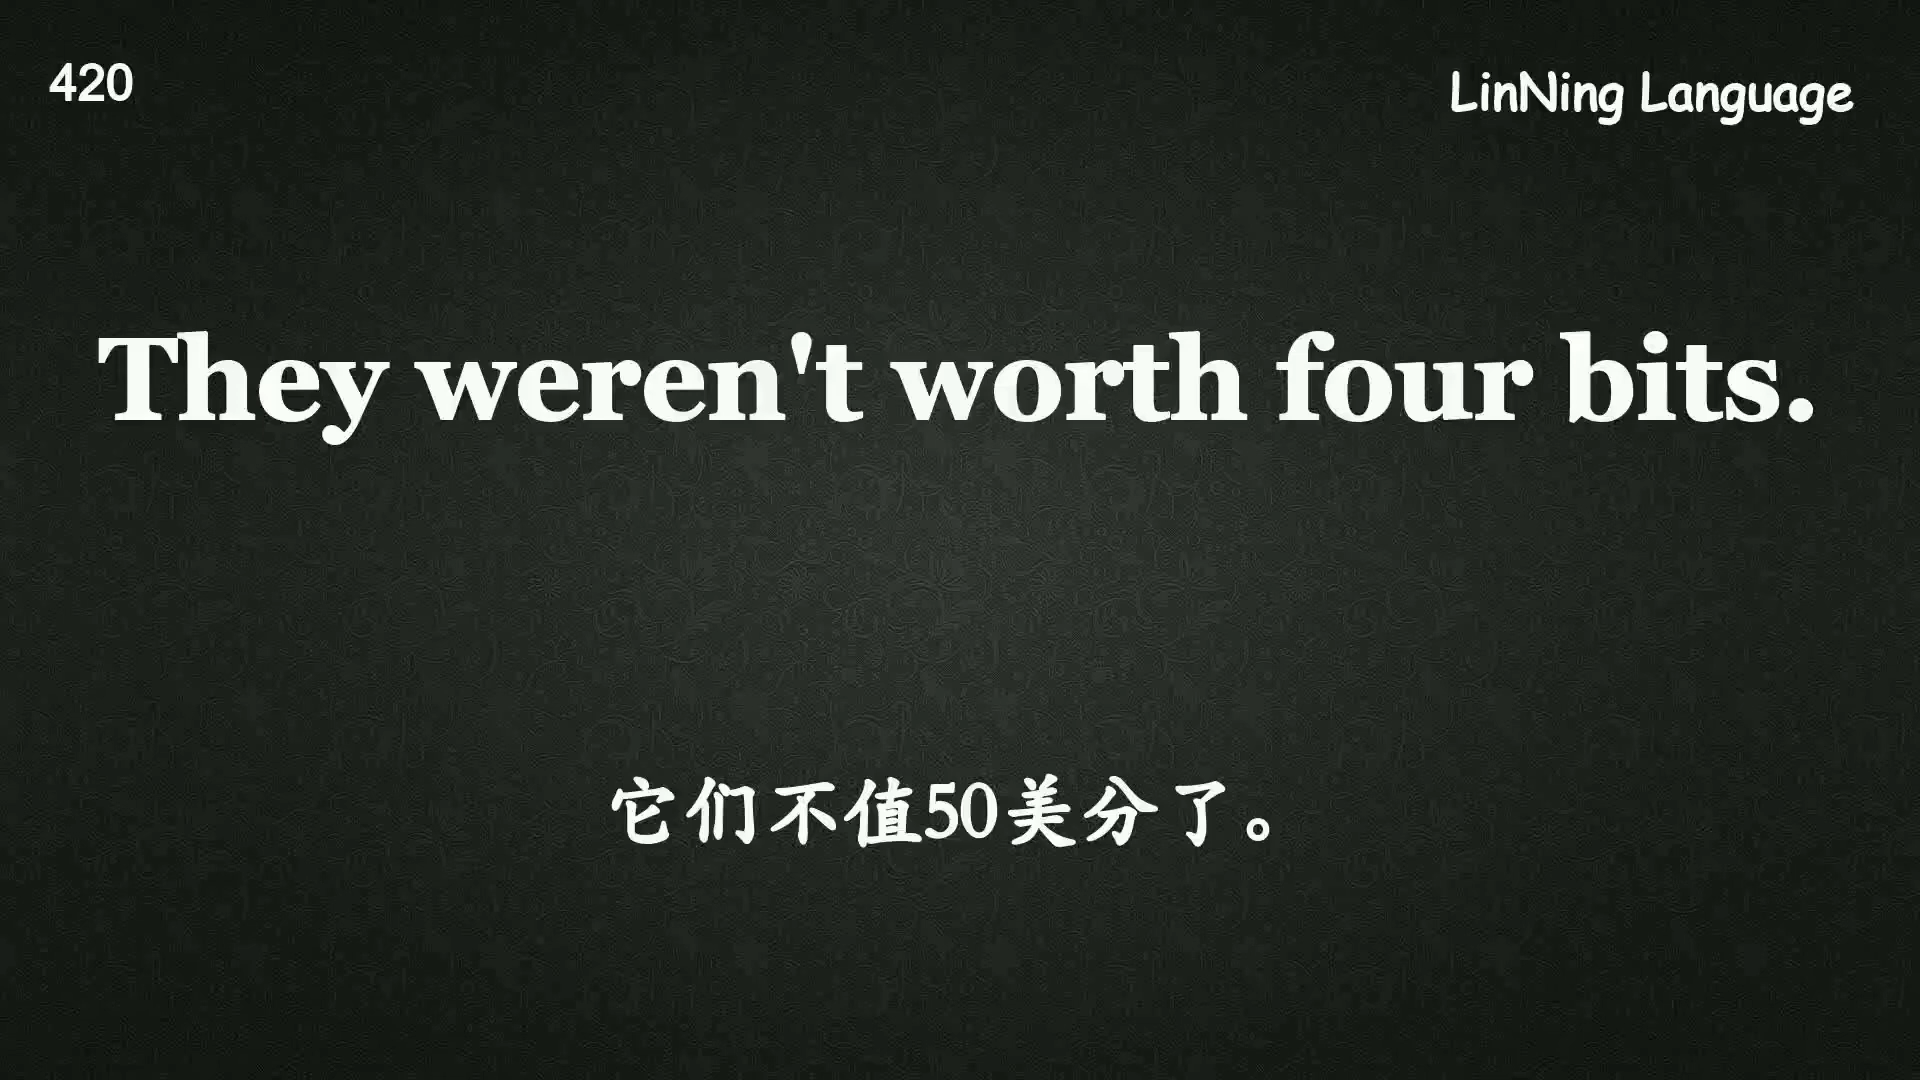 420
LinNing Language
They weren't worth four bits.
它们不值50美分了。